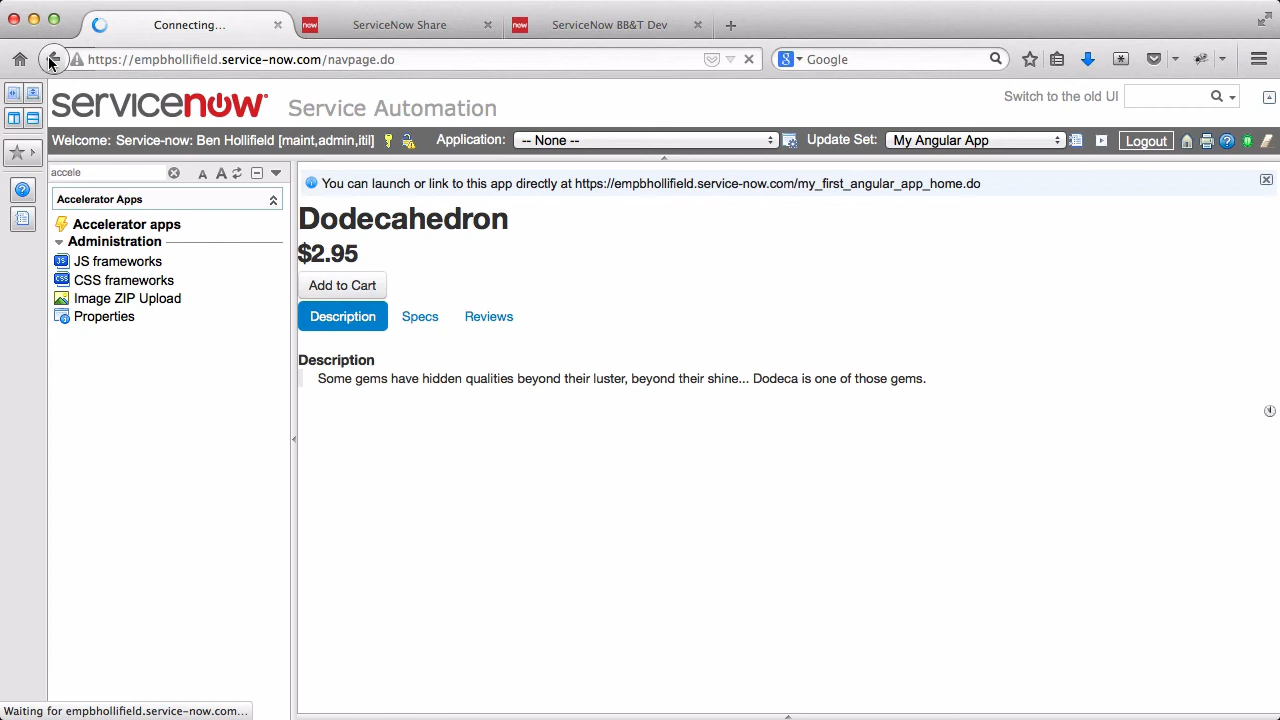 Connecting...
now ServiceNow Share
now ServiceNow BB&T Dev
https://empbhollifield.service-now.com/navpage.do
Google
servicenow Service Automation
Switch to the old UI
Welcome: Service-now: Ben Hollifield [maint,admin,itil]
Application: -- None --
Update Set: My Angular App
Logout
accele
A A
Accelerator Apps
Accelerator apps
Administration
JS JS frameworks
CSS CSS frameworks
Image ZIP Upload
Properties
You can launch or link to this app directly at https://empbhollifield.service-now.com/my_first_angular_app_home.do
Dodecahedron
$2.95
Add to Cart
Description Specs Reviews
Description
Some gems have hidden qualities beyond their luster, beyond their shine... Dodeca is one of those gems.
Waiting for empbhollifield.service-now.com...